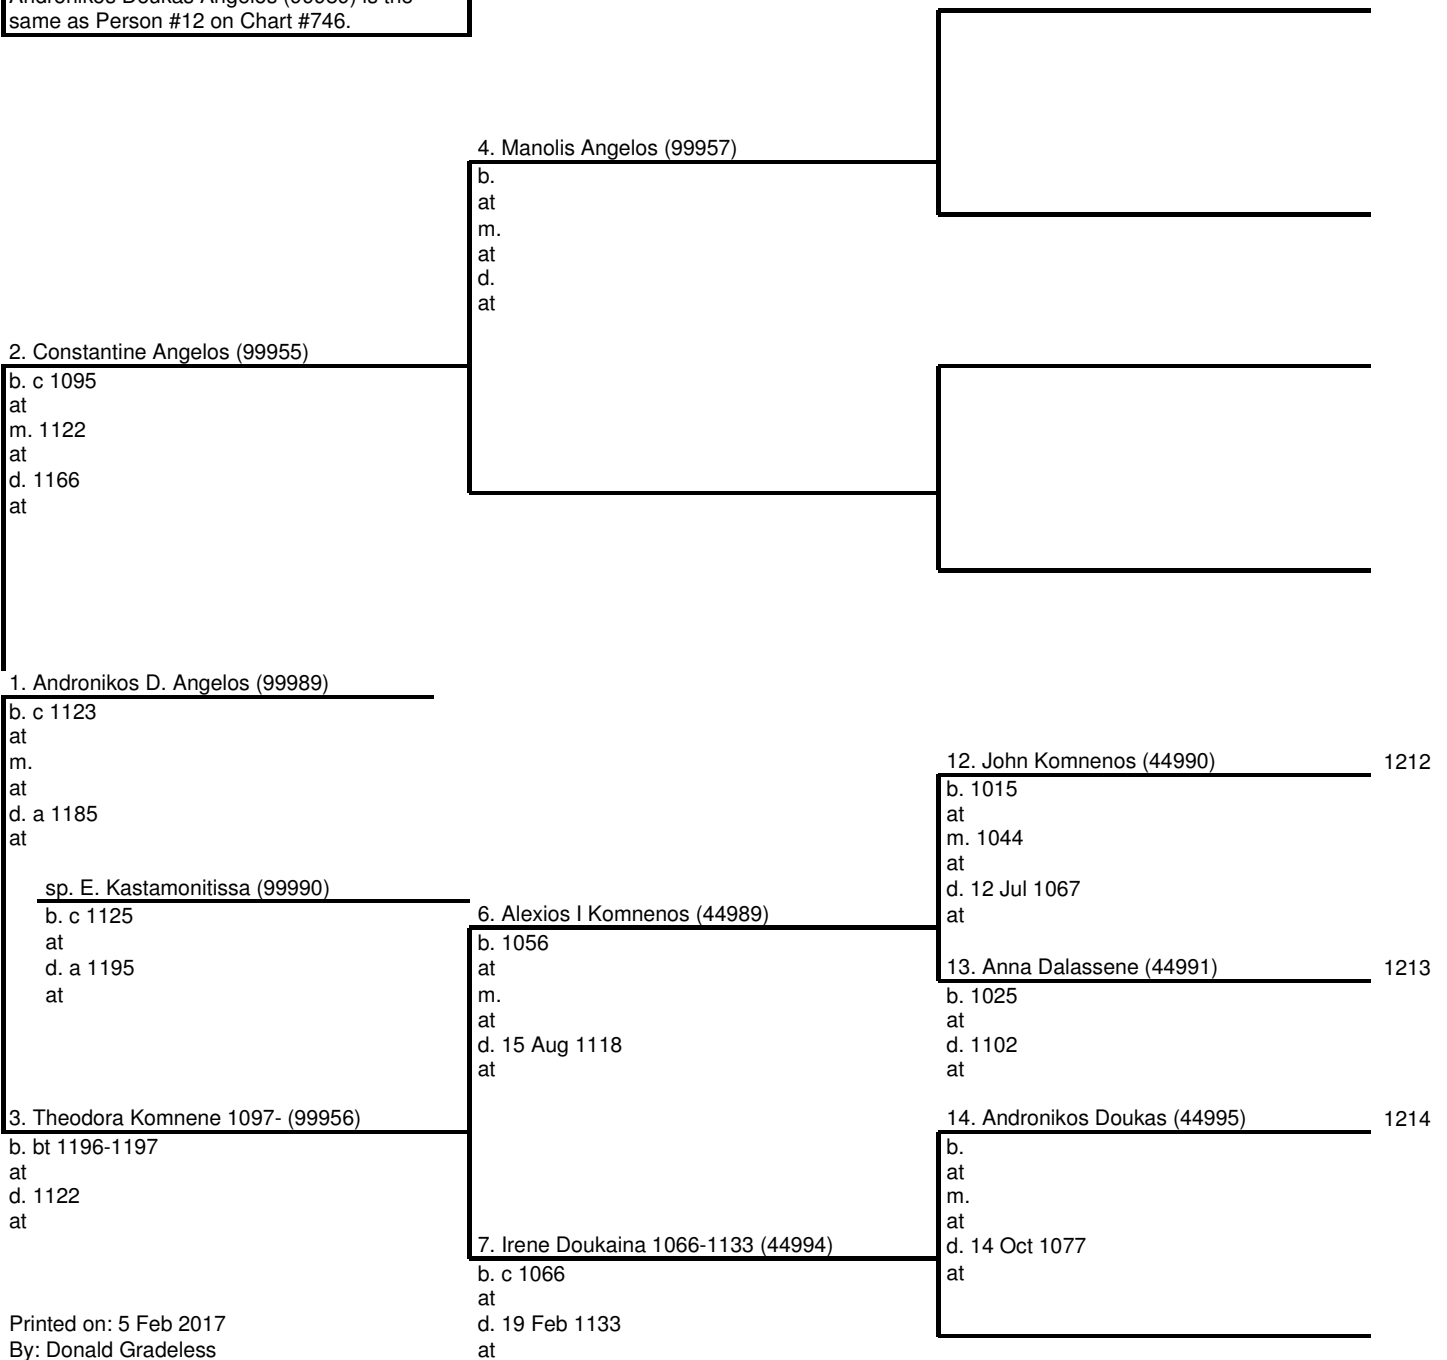 Andronikos Doukas Angelos (99989) is the
same as Person #12 on Chart #746.
4. Manolis Angelos (99957)
b.
at
m.
at
d.
at
2. Constantine Angelos (99955)
b. c 1095
at
m. 1122
at
d. 1166
at
1. Andronikos D. Angelos (99989)
b. c 1123
at
m.
at
d. a 1185
at
sp. E. Kastamonitissa (99990)
b. c 1125
at
d. a 1195
at
12. John Komnenos (44990) 1212
b. 1015
at
m. 1044
at
d. 12 Jul 1067
at
6. Alexios I Komnenos (44989)
b. 1056
at
m.
at
d. 15 Aug 1118
at
13. Anna Dalassene (44991) 1213
b. 1025
at
d. 1102
at
3. Theodora Komnene 1097- (99956)
b. bt 1196-1197
at
d. 1122
at
14. Andronikos Doukas (44995) 1214
b.
at
m.
at
d. 14 Oct 1077
at
7. Irene Doukaina 1066-1133 (44994)
b. c 1066
at
d. 19 Feb 1133
at
Printed on: 5 Feb 2017
By: Donald Gradeless